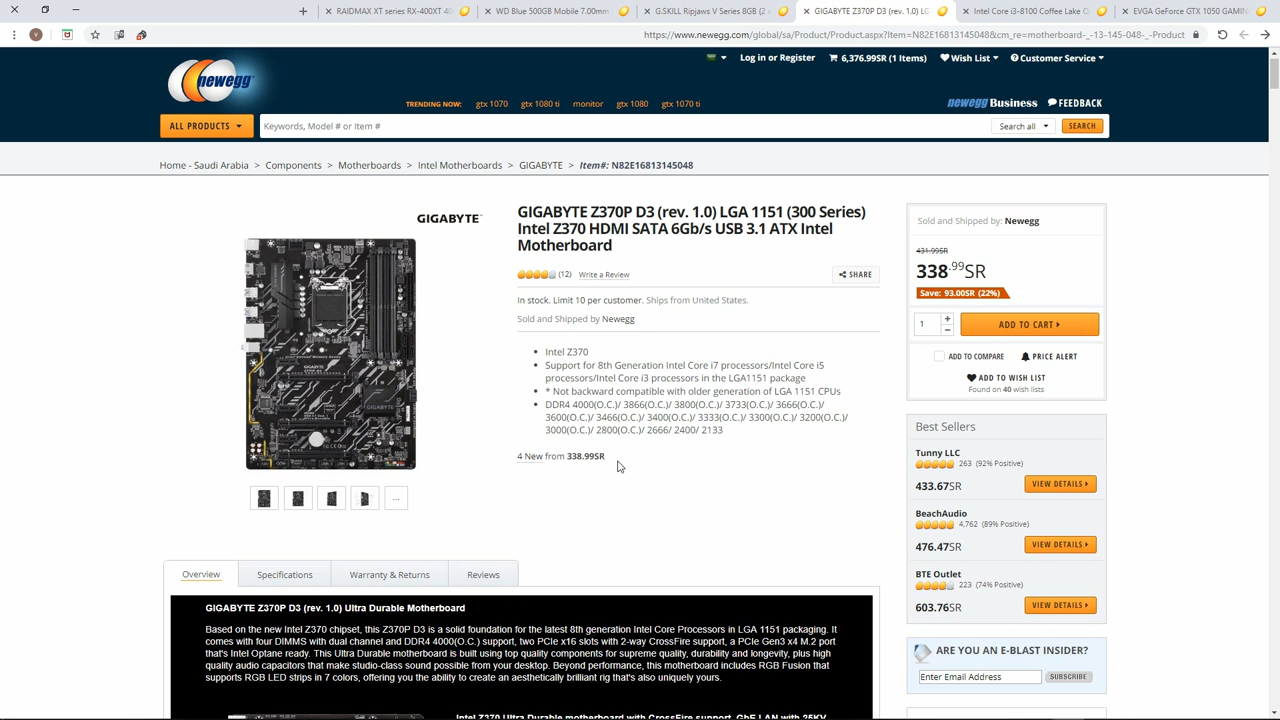 RAIDMAX XT series RX-400XT 40
WD Blue 500GB Mobile 7.00mm
G.SKILL Ripjaws V Series 8GB (2 x
GIGABYTE Z370P D3 (rev. 1.0) LG
Intel Core i3-8100 Coffee Lake Q
EVGA GeForce GTX 1050 GAMIN
V
https://www.newegg.com/global/sa/Product/Product.aspx?Item=N82E16813145048&cm_re=motherboard-_-13-145-048-_-Product
newegg
Log in or Register
6,376.99SR (1 Items)
Wish List
Customer Service
TRENDING NOW: gtx 1070 gtx 1080 ti monitor gtx 1080 gtx 1070 ti
newegg Business
FEEDBACK
ALL PRODUCTS
Keywords, Model # or Item #
Search all
SEARCH
Home - Saudi Arabia > Components > Motherboards > Intel Motherboards > GIGABYTE > Item#: N82E16813145048
GIGABYTE™
GIGABYTE
GIGABYTE Z370P D3 (rev. 1.0) LGA 1151 (300 Series)
Intel Z370 HDMI SATA 6Gb/s USB 3.1 ATX Intel
Motherboard
(12) Write a Review
SHARE
In stock. Limit 10 per customer. Ships from United States.
Sold and Shipped by Newegg
• Intel Z370
• Support for 8th Generation Intel Core i7 processors/Intel Core i5
processors/Intel Core i3 processors in the LGA1151 package
• * Not backward compatible with older generation of LGA 1151 CPUs
• DDR4 4000(O.C.)/ 3866(O.C.)/ 3800(O.C.)/ 3733(O.C.)/ 3666(O.C.)/
3600(O.C.)/ 3466(O.C.)/ 3400(O.C.)/ 3333(O.C.)/ 3300(O.C.)/ 3200(O.C.)/
3000(O.C.)/ 2800(O.C.)/ 2666/ 2400/ 2133
4 New from 338.99SR
...
Sold and Shipped by: Newegg
431.99SR
338.99SR
Save: 93.00SR (22%)
1
+
−
ADD TO CART
ADD TO COMPARE
PRICE ALERT
ADD TO WISH LIST
Found on 40 wish lists
Best Sellers
Tunny LLC
263 (92% Positive)
433.67SR
VIEW DETAILS
BeachAudio
4,762 (89% Positive)
476.47SR
VIEW DETAILS
BTE Outlet
223 (74% Positive)
603.76SR
VIEW DETAILS
ARE YOU AN E-BLAST INSIDER?
Enter Email Address
SUBSCRIBE
Overview
Specifications
Warranty & Returns
Reviews
GIGABYTE Z370P D3 (rev. 1.0) Ultra Durable Motherboard
Based on the new Intel Z370 chipset, this Z370P D3 is a solid foundation for the latest 8th generation Intel Core Processors in LGA 1151 packaging. It
comes with four DIMMS with dual channel and DDR4 4000(O.C.) support, two PCIe x16 slots with 2-way CrossFire support, a PCIe Gen3 x4 M.2 port
that's Intel Optane ready. This Ultra Durable motherboard is built using top quality components for supreme quality, durability and longevity, plus high
quality audio capacitors that make studio-class sound possible from your desktop. Beyond performance, this motherboard includes RGB Fusion that
supports RGB LED strips in 7 colors, offering you the ability to create an aesthetically brilliant rig that's also uniquely yours.
Intel Z370 Ultra Durable motherboard with CrossFire support, GbE LAN with 25KV